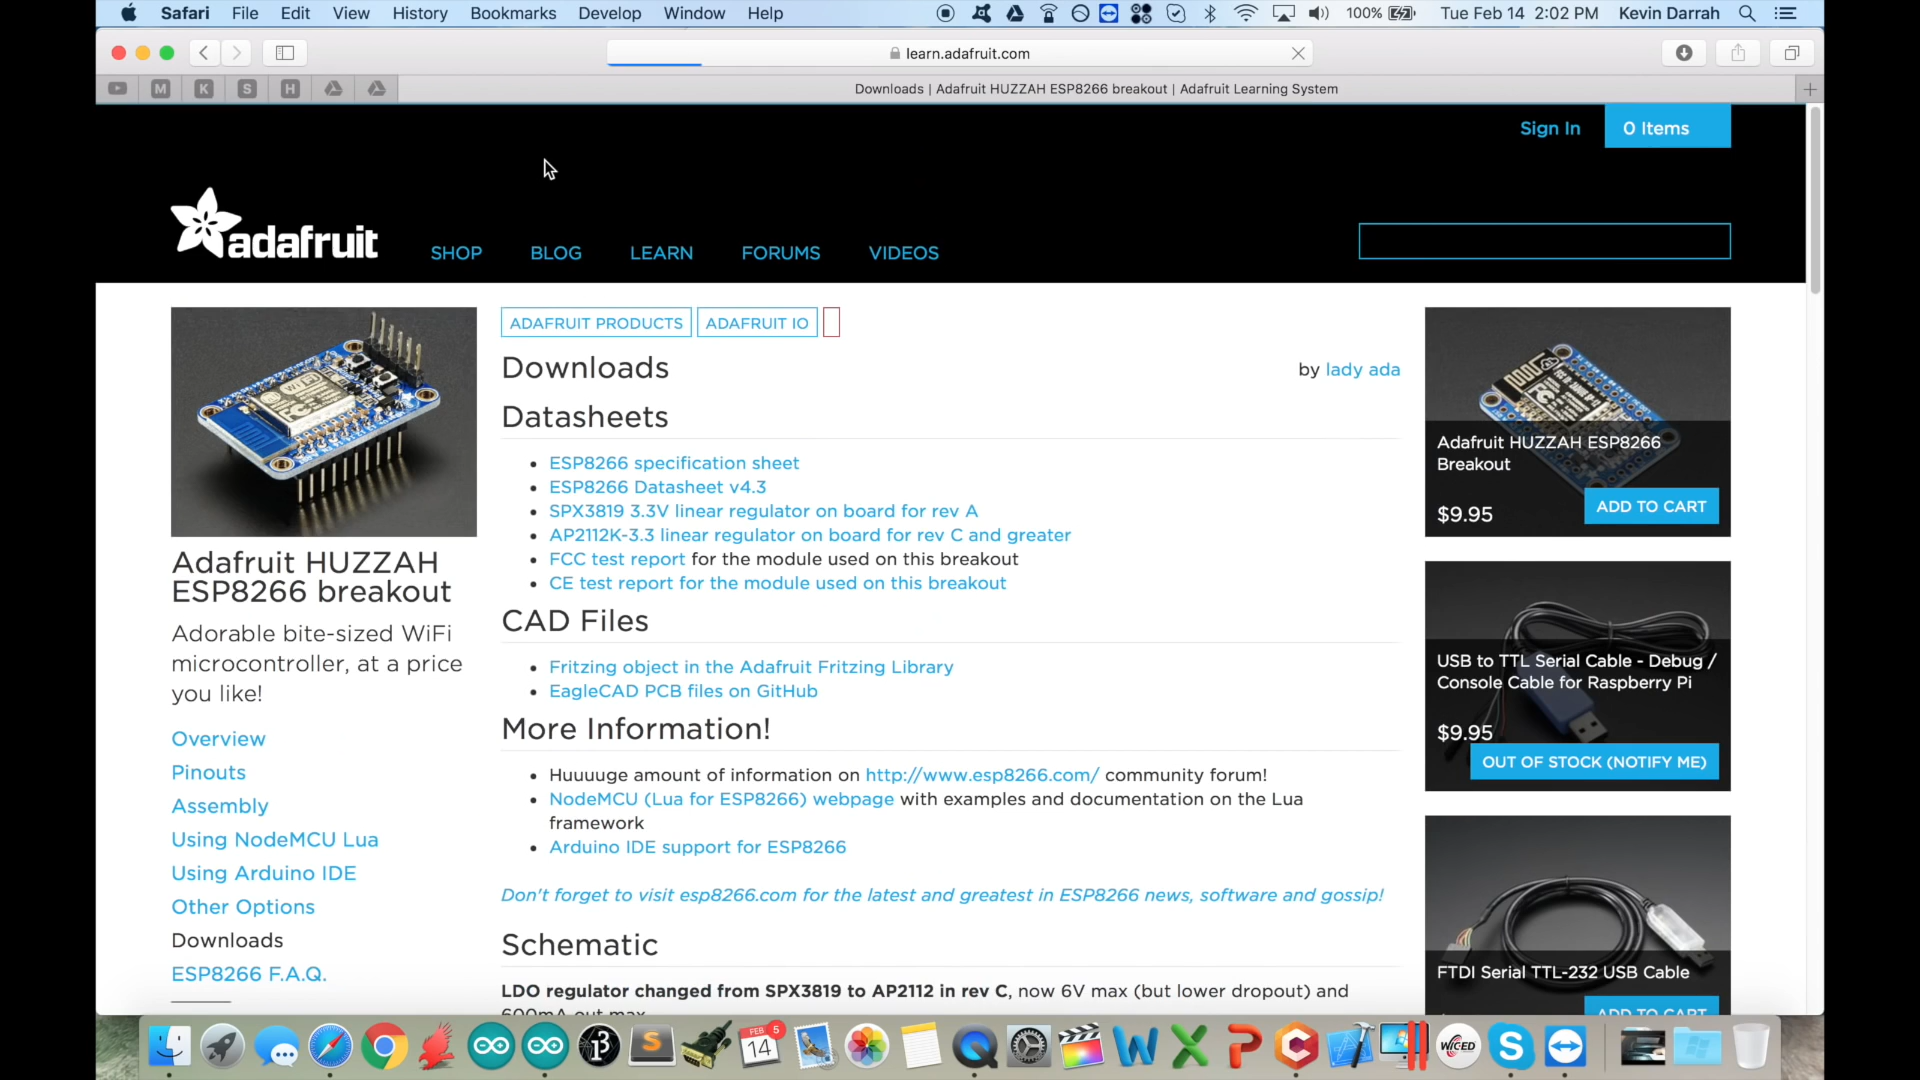 Safari File Edit View History Bookmarks Develop Window Help 100% Tue Feb 14 2:02 PM Kevin Darrah
learn.adafruit.com
M K S H Downloads | Adafruit HUZZAH ESP8266 breakout | Adafruit Learning System
Sign In 0 Items
adafruit SHOP BLOG LEARN FORUMS VIDEOS
ADAFRUIT PRODUCTS ADAFRUIT IO
Downloads by lady ada
Datasheets
ESP8266 specification sheet
ESP8266 Datasheet v4.3
SPX3819 3.3V linear regulator on board for rev A
AP2112K-3.3 linear regulator on board for rev C and greater
FCC test report for the module used on this breakout
CE test report for the module used on this breakout
CAD Files
Fritzing object in the Adafruit Fritzing Library
EagleCAD PCB files on GitHub
More Information!
Huuuuge amount of information on http://www.esp8266.com/ community forum!
NodeMCU (Lua for ESP8266) webpage with examples and documentation on the Lua
framework
Arduino IDE support for ESP8266
Don't forget to visit esp8266.com for the latest and greatest in ESP8266 news, software and gossip!
Schematic
LDO regulator changed from SPX3819 to AP2112 in rev C, now 6V max (but lower dropout) and
600mA out max
Adafruit HUZZAH
ESP8266 breakout
Adorable bite-sized WiFi
microcontroller, at a price
you like!
Overview
Pinouts
Assembly
Using NodeMCU Lua
Using Arduino IDE
Other Options
Downloads
ESP8266 F.A.Q.
Adafruit HUZZAH ESP8266
Breakout
$9.95 ADD TO CART
USB to TTL Serial Cable - Debug /
Console Cable for Raspberry Pi
$9.95
OUT OF STOCK (NOTIFY ME)
FTDI Serial TTL-232 USB Cable
ADD TO CART
FEB 5
14
WICED